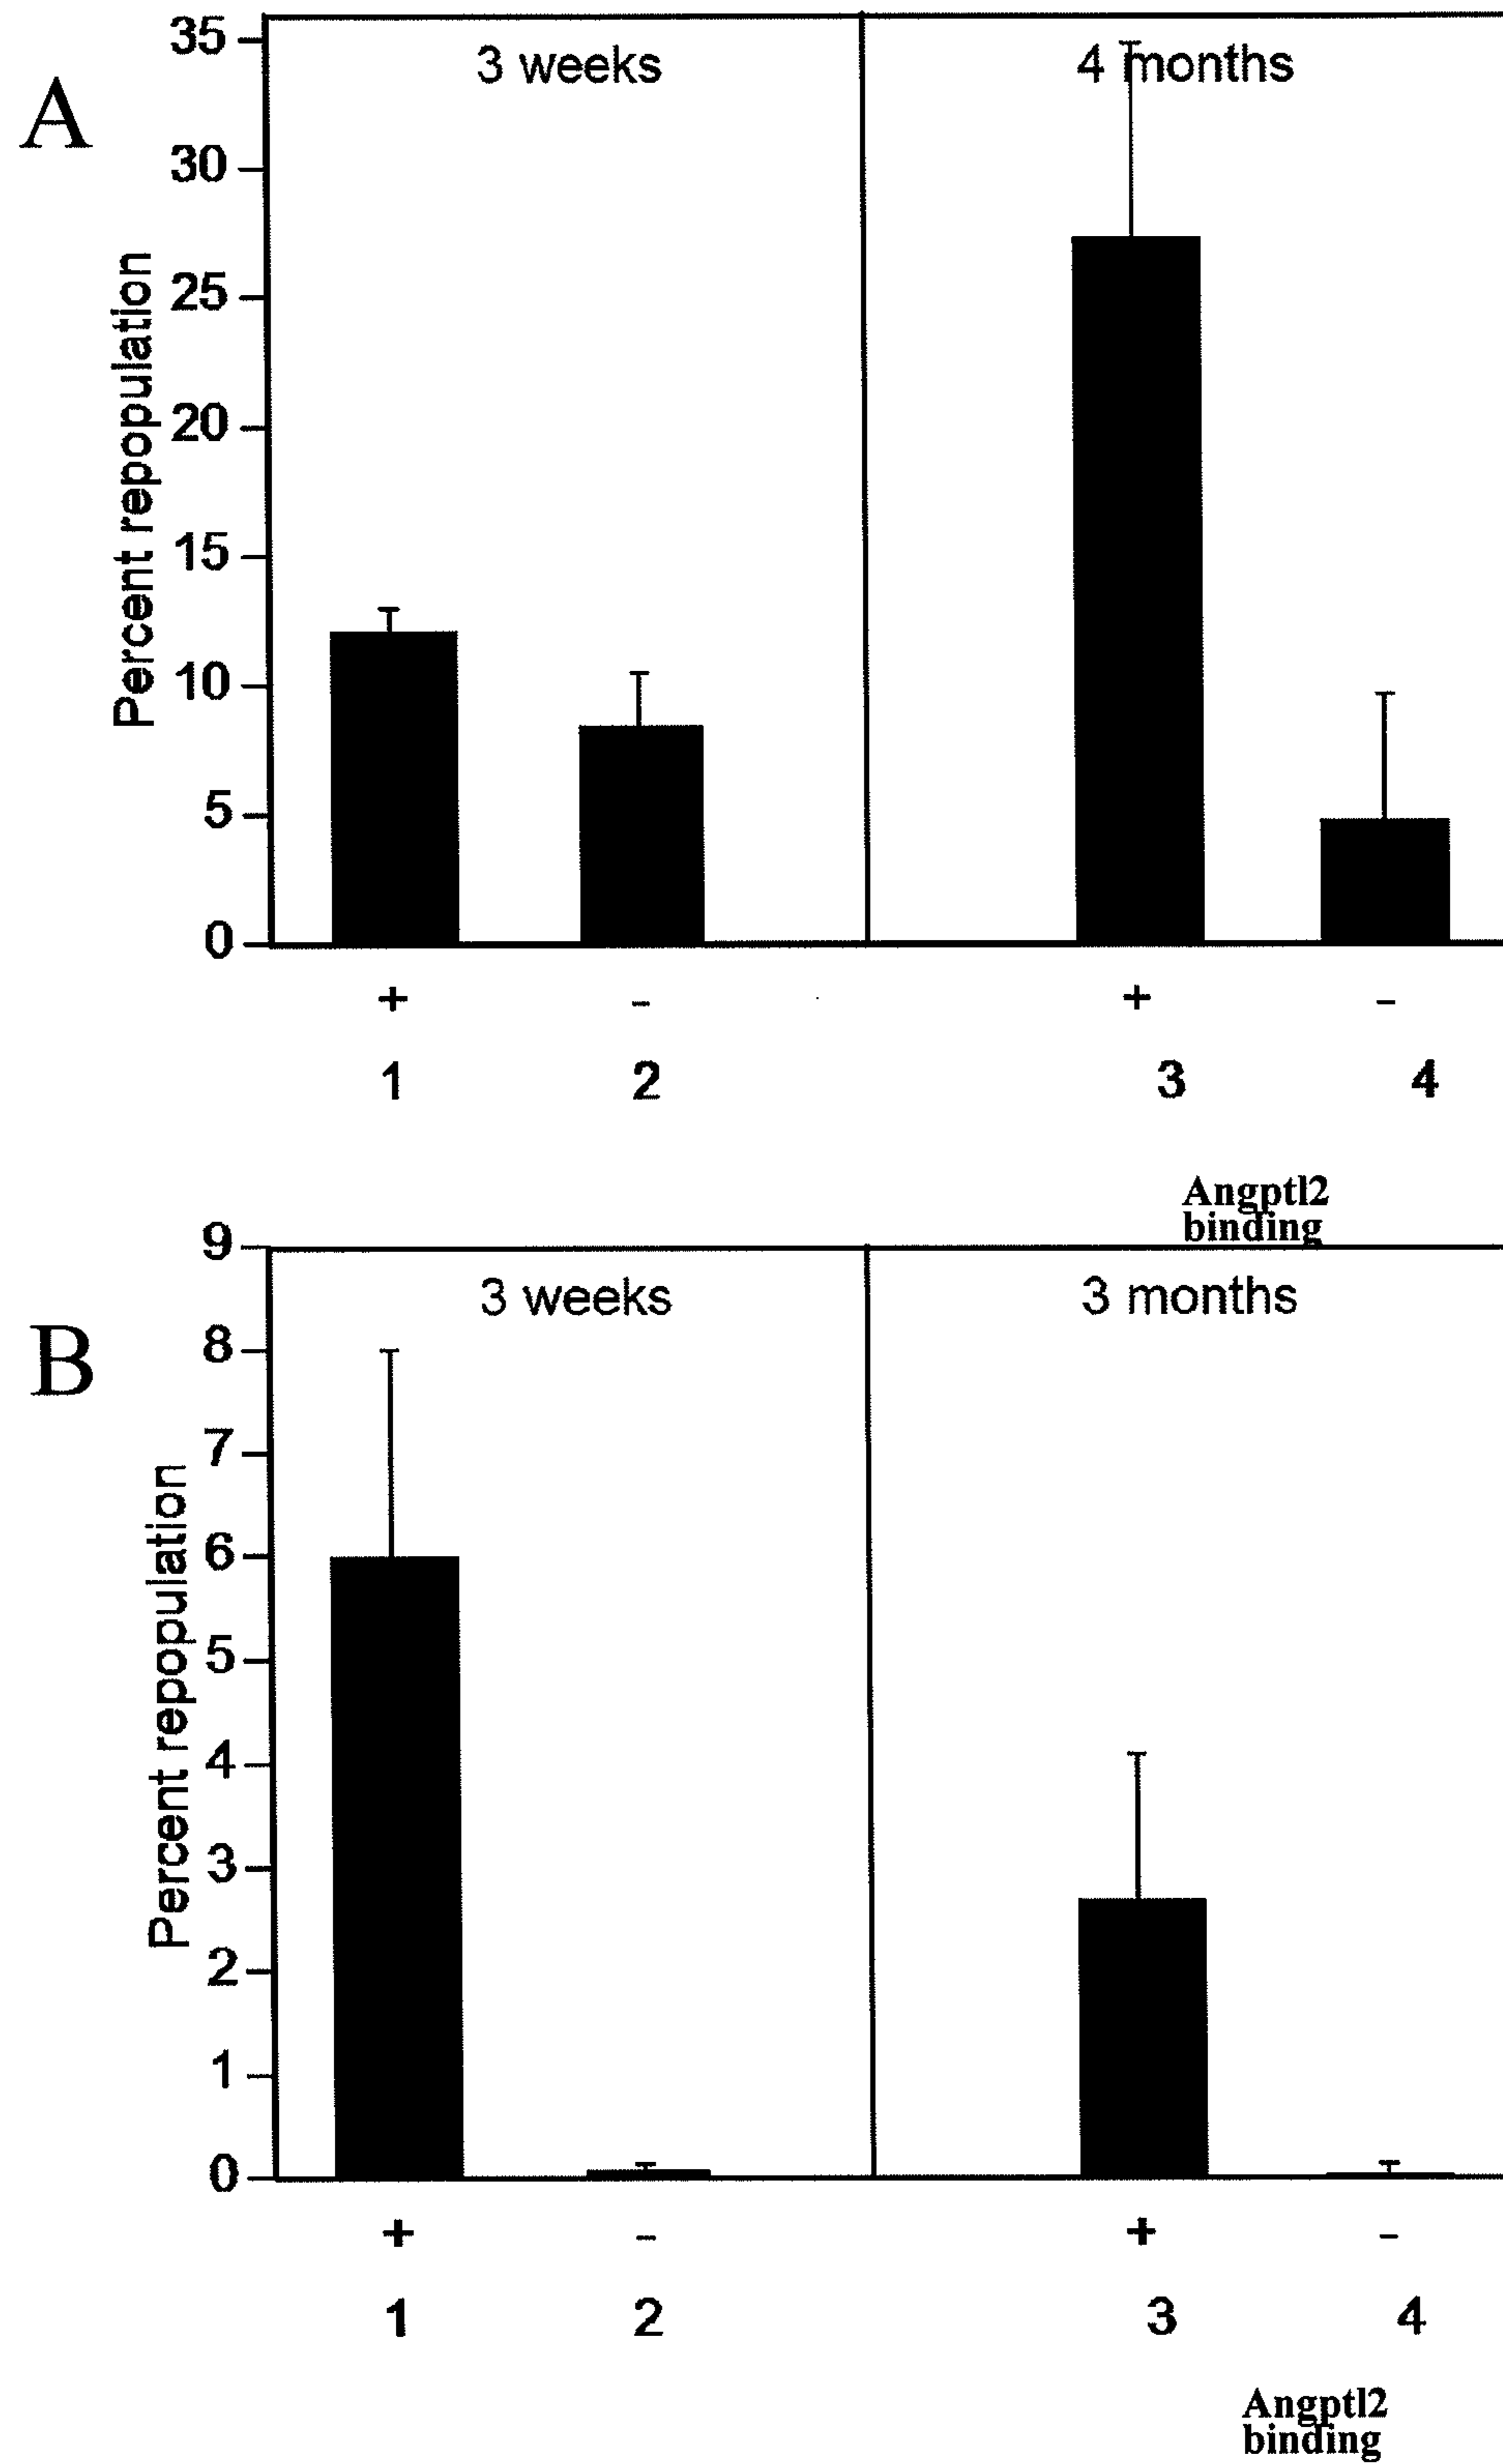 A
Percent repopulation
35
30
25
20
15
10
5
0
3 weeks
4 months
+ - + -
1 2 3 4
Angptl2
binding
B
Percent repopulation
9
8
7
6
5
4
3
2
1
0
3 weeks
3 months
+ - + -
1 2 3 4
Angptl2
binding